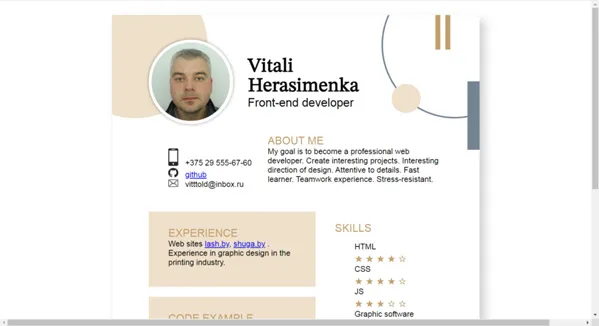 Vitali
Herasimenka
Front-end developer
ABOUT ME
My goal is to become a professional web
developer. Create interesting projects. Interesting
direction of design. Attentive to details. Fast
learner. Teamwork experience. Stress-resistant.
+375 29 555-67-60
github
vitttold@inbox.ru
EXPERIENCE
Web sites lash.by, shuga.by .
Experience in graphic design in the
printing industry.
SKILLS
HTML
★ ★ ★ ★ ☆
CSS
★ ★ ★ ★ ☆
JS
★ ★ ★ ☆ ☆
Graphic software
CODE EXAMPLE